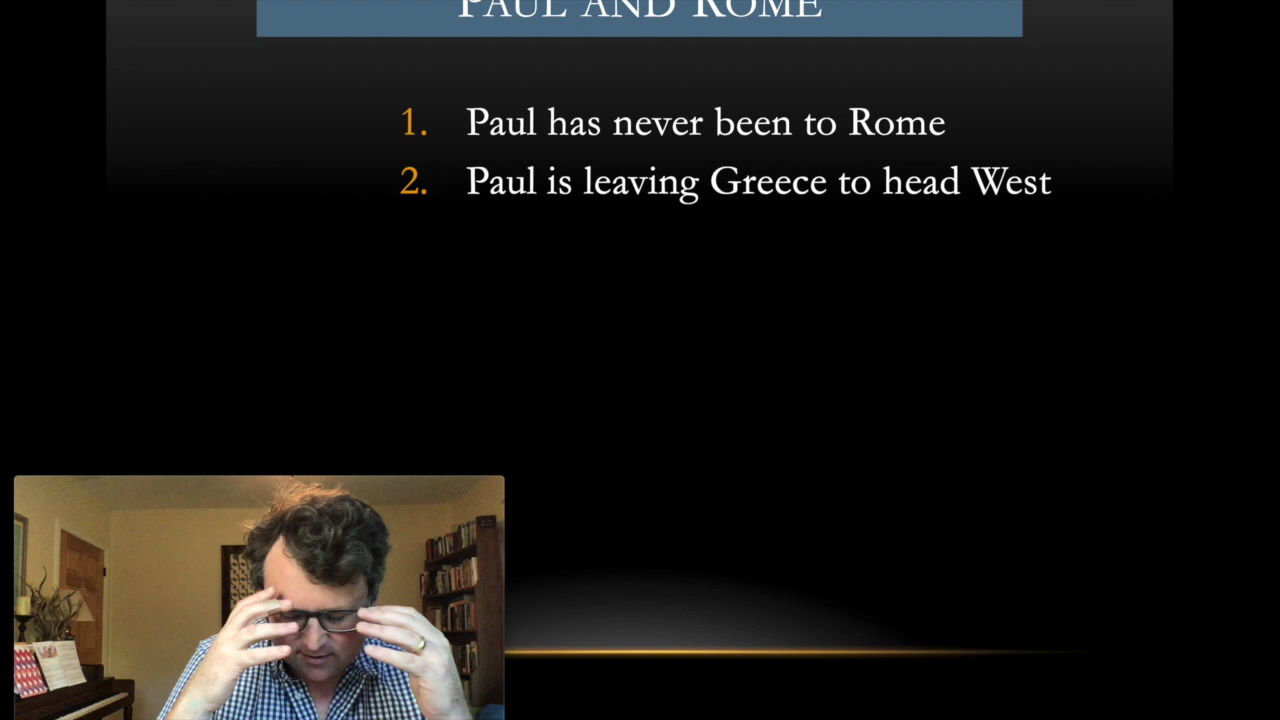 PAUL AND ROME
1. Paul has never been to Rome
2. Paul is leaving Greece to head West